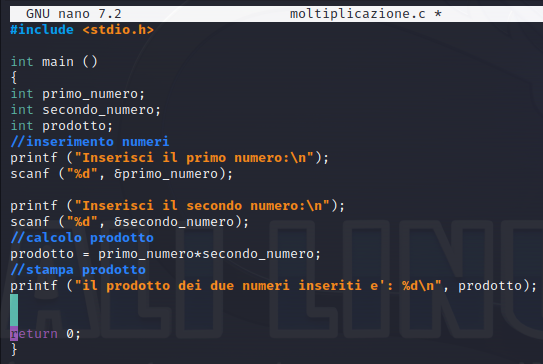 GNU nano 7.2 moltiplicazione.c *
#include <stdio.h>
int main ()
{
int primo_numero;
int secondo_numero;
int prodotto;
//inserimento numeri
printf ("Inserisci il primo numero:\n");
scanf ("%d", &primo_numero);
printf ("Inserisci il secondo numero:\n");
scanf ("%d", &secondo_numero);
//calcolo prodotto
prodotto = primo_numero*secondo_numero;
//stampa prodotto
printf ("il prodotto dei due numeri inseriti e': %d\n", prodotto);
return 0;
}